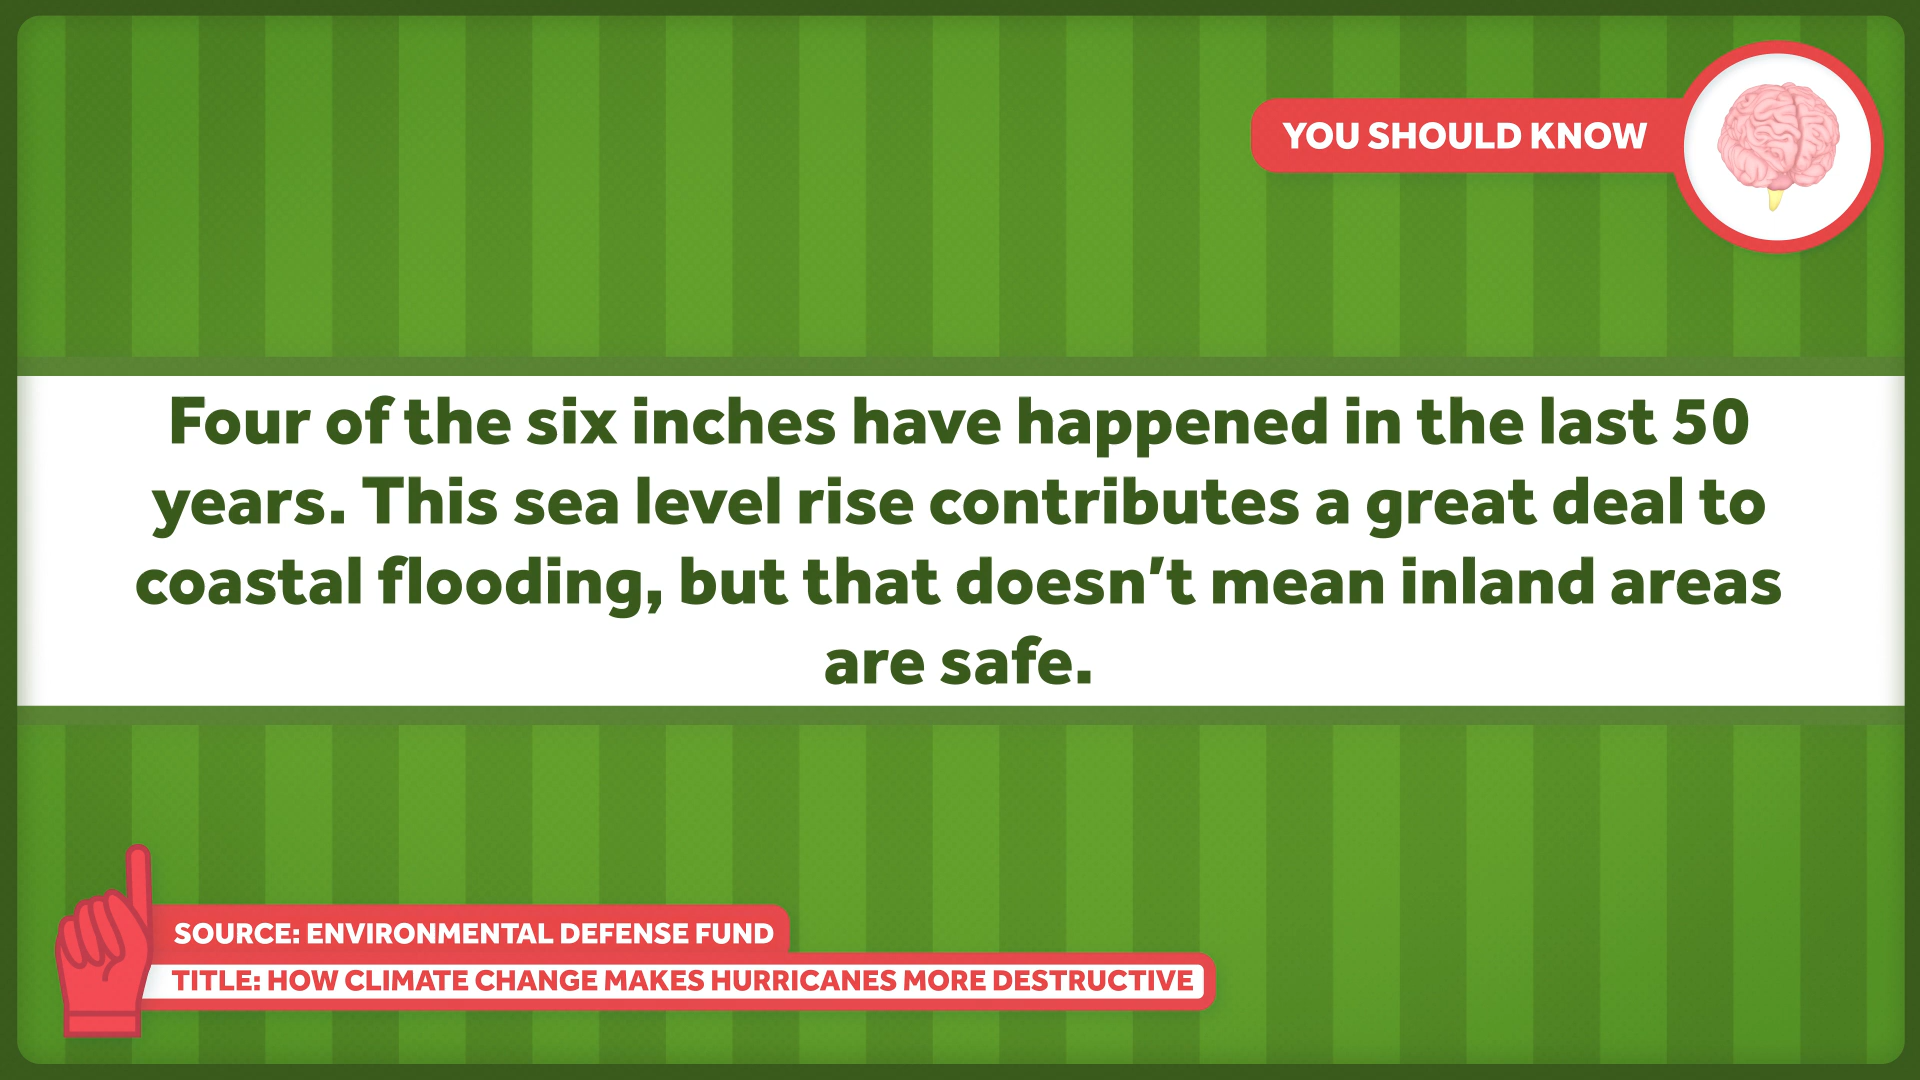 YOU SHOULD KNOW
Four of the six inches have happened in the last 50
years. This sea level rise contributes a great deal to
coastal flooding, but that doesn't mean inland areas
are safe.
SOURCE: ENVIRONMENTAL DEFENSE FUND
TITLE: HOW CLIMATE CHANGE MAKES HURRICANES MORE DESTRUCTIVE